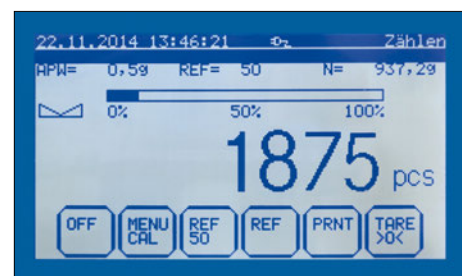 22.11.2014 13:46:21 Zählen
APW= 0,5g REF= 50 N= 937,2g
0% 50% 100%
1875 pcs
OFF MENU CAL REF 50 REF PRNT TARE >0<